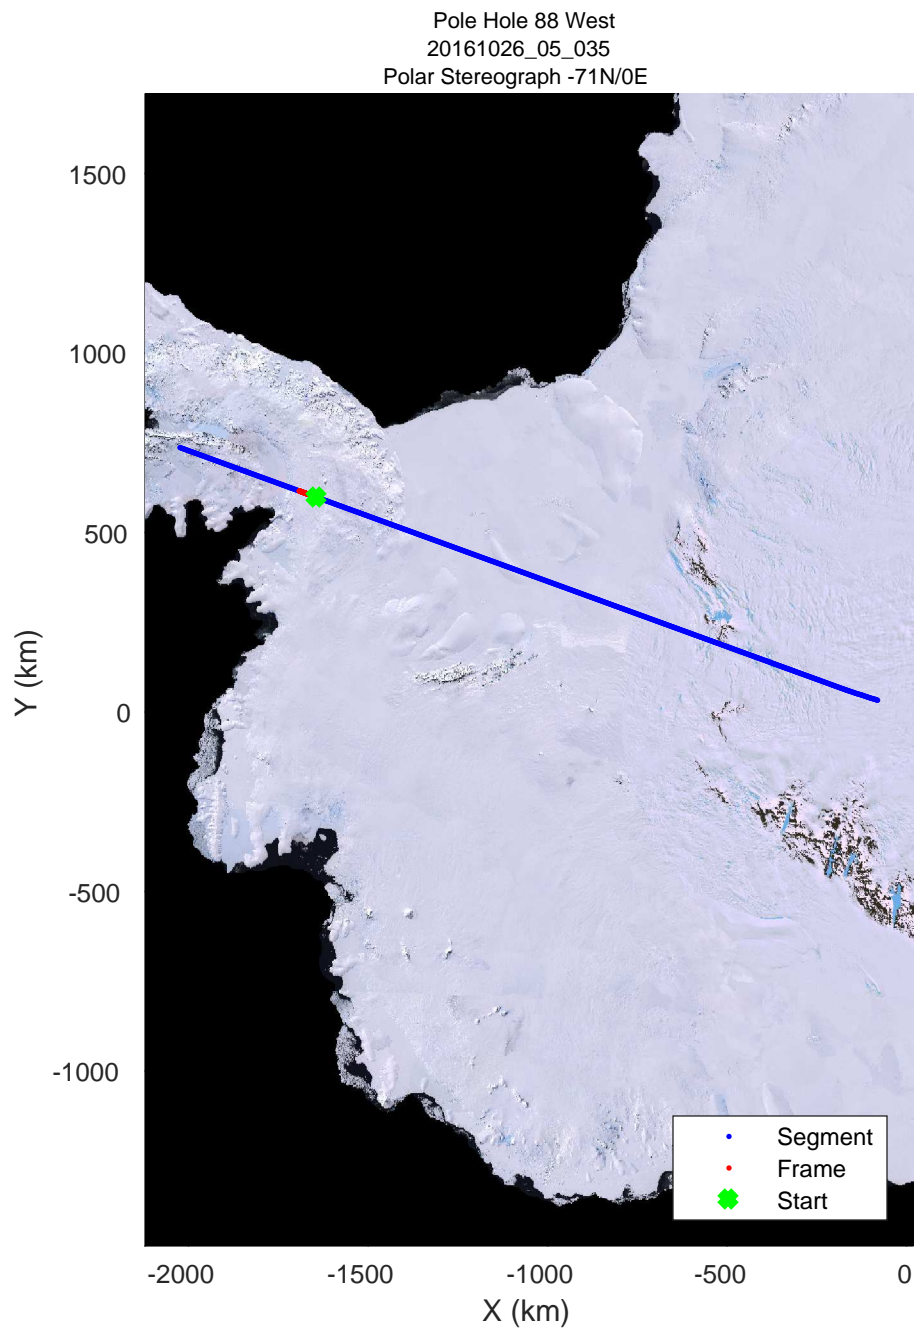 Pole Hole 88 West
20161026_05_035
Polar Stereograph -71N/0E
1500
1000
500
0
-500
-1000
Y (km)
-2000
-1500
-1000
-500
0
X (km)
Segment
Frame
Start